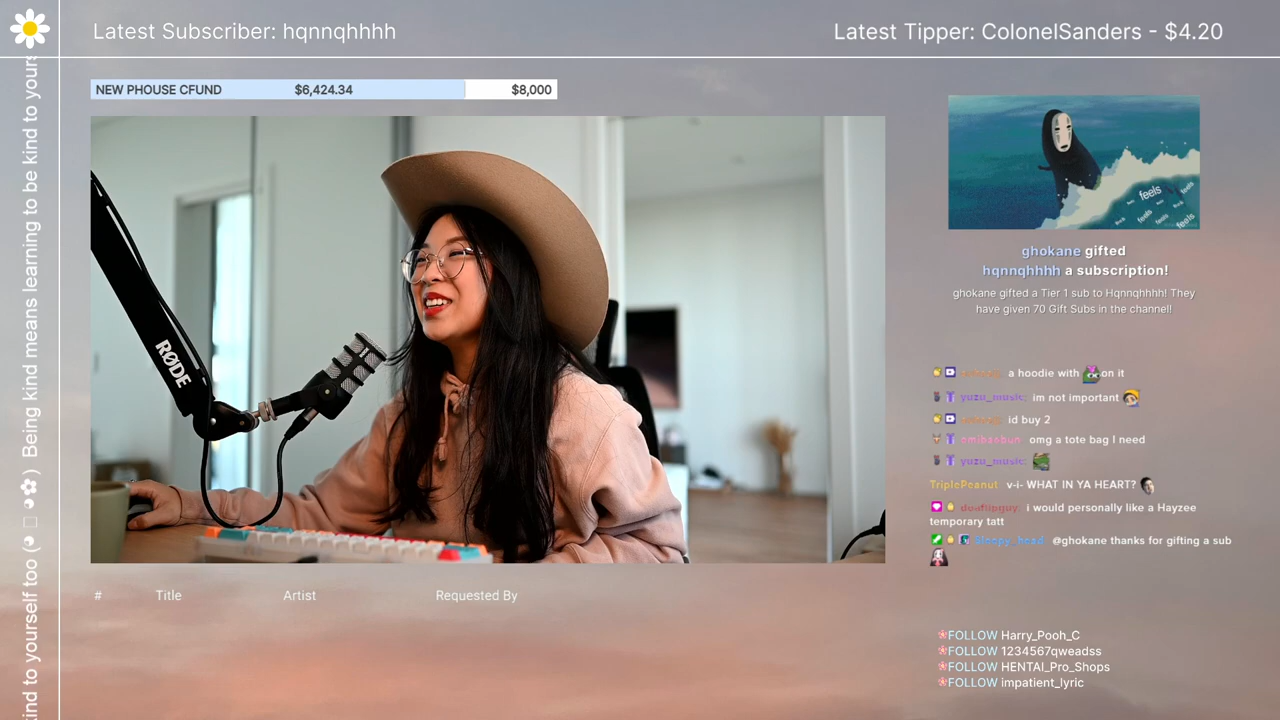 Latest Subscriber: hqnnqhhhh
Latest Tipper: ColonelSanders - $4.20
kind to yourself too ( ) Being kind means learning to be kind to yours
NEW PHOUSE CFUND $6,424.34 $8,000
RØDE
feels
feels
feels
feels
ghokane gifted
hqnnqhhhh a subscription!
ghokane gifted a Tier 1 sub to Hqnnqhhhh! They
have given 70 Gift Subs in the channel!
a hoodie with on it
yuzu_music: im not important
id buy 2
omg a tote bag I need
yuzu_music:
TriplePeanut: v-i- WHAT IN YA HEART?
i would personally like a Hayzee
temporary tatt
@ghokane thanks for gifting a sub
# Title Artist Requested By
FOLLOW Harry_Pooh_C
FOLLOW 1234567qweadss
FOLLOW HENTAI_Pro_Shops
FOLLOW impatient_lyric